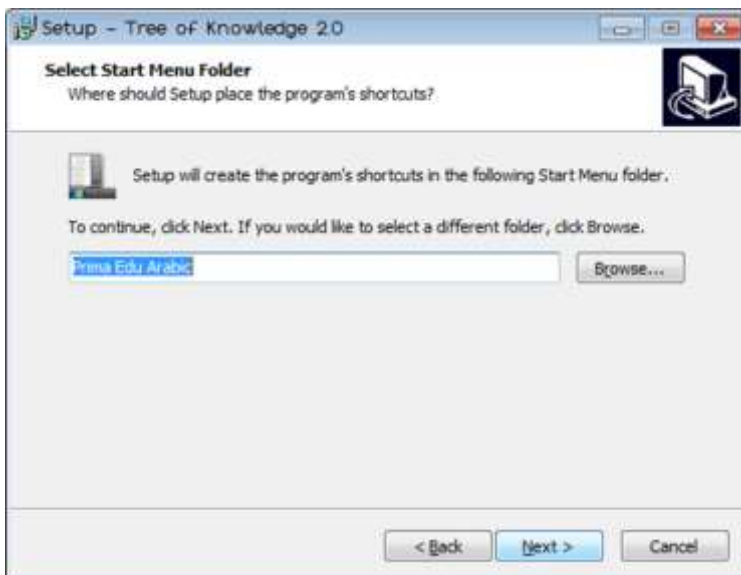 Setup - Tree of Knowledge 2.0
Select Start Menu Folder
Where should Setup place the program's shortcuts?
Setup will create the program's shortcuts in the following Start Menu folder.
To continue, click Next. If you would like to select a different folder, click Browse.
Prima Edu Arabic
Browse...
< Back
Next >
Cancel